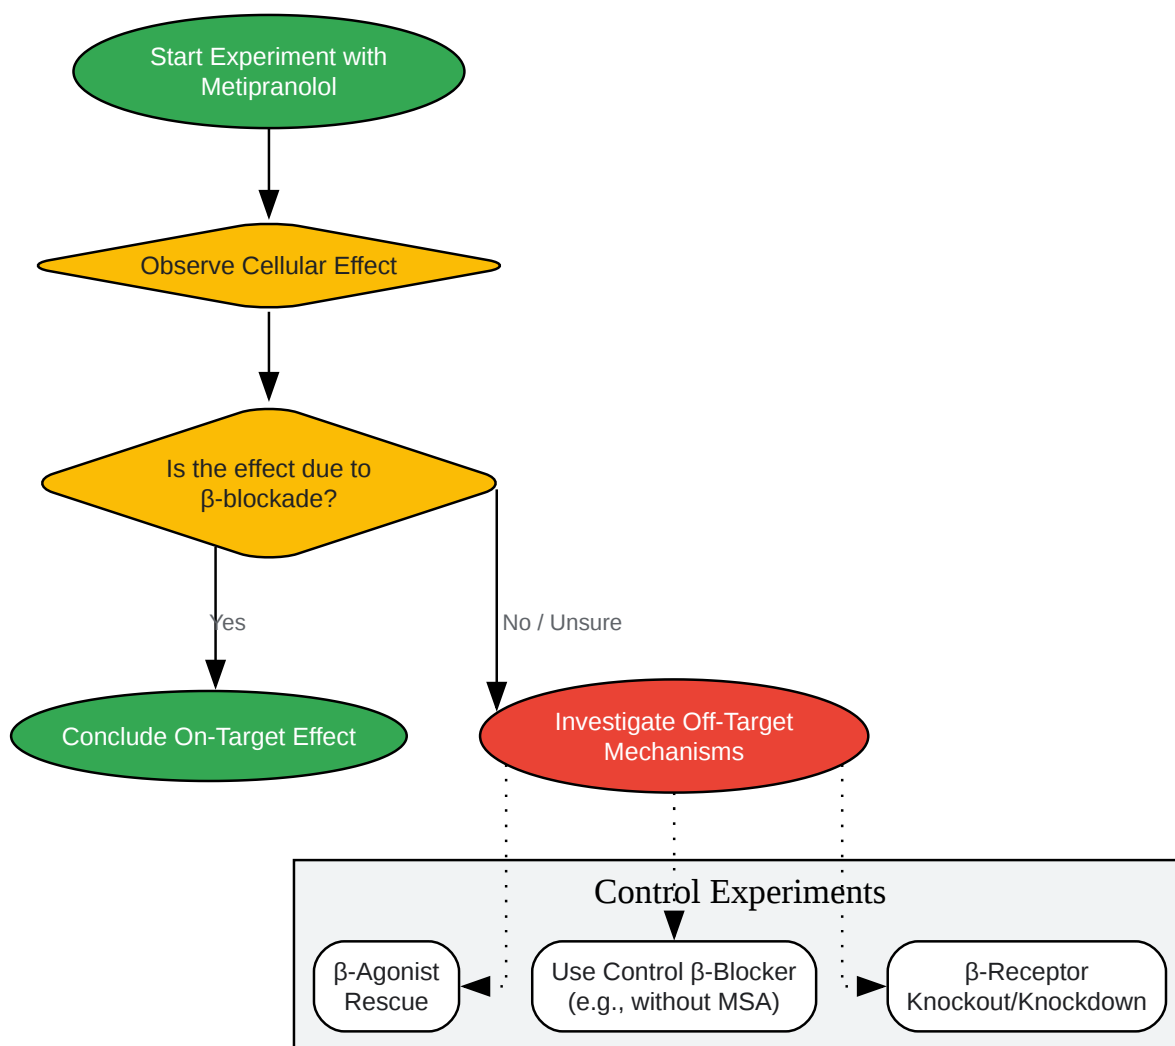 Start Experiment with
Metipranolol
Observe Cellular Effect
Is the effect due to
β-blockade?
Yes
No / Unsure
Conclude On-Target Effect
Investigate Off-Target
Mechanisms
Control Experiments
β-Agonist
Rescue
Use Control β-Blocker
(e.g., without MSA)
β-Receptor
Knockout/Knockdown